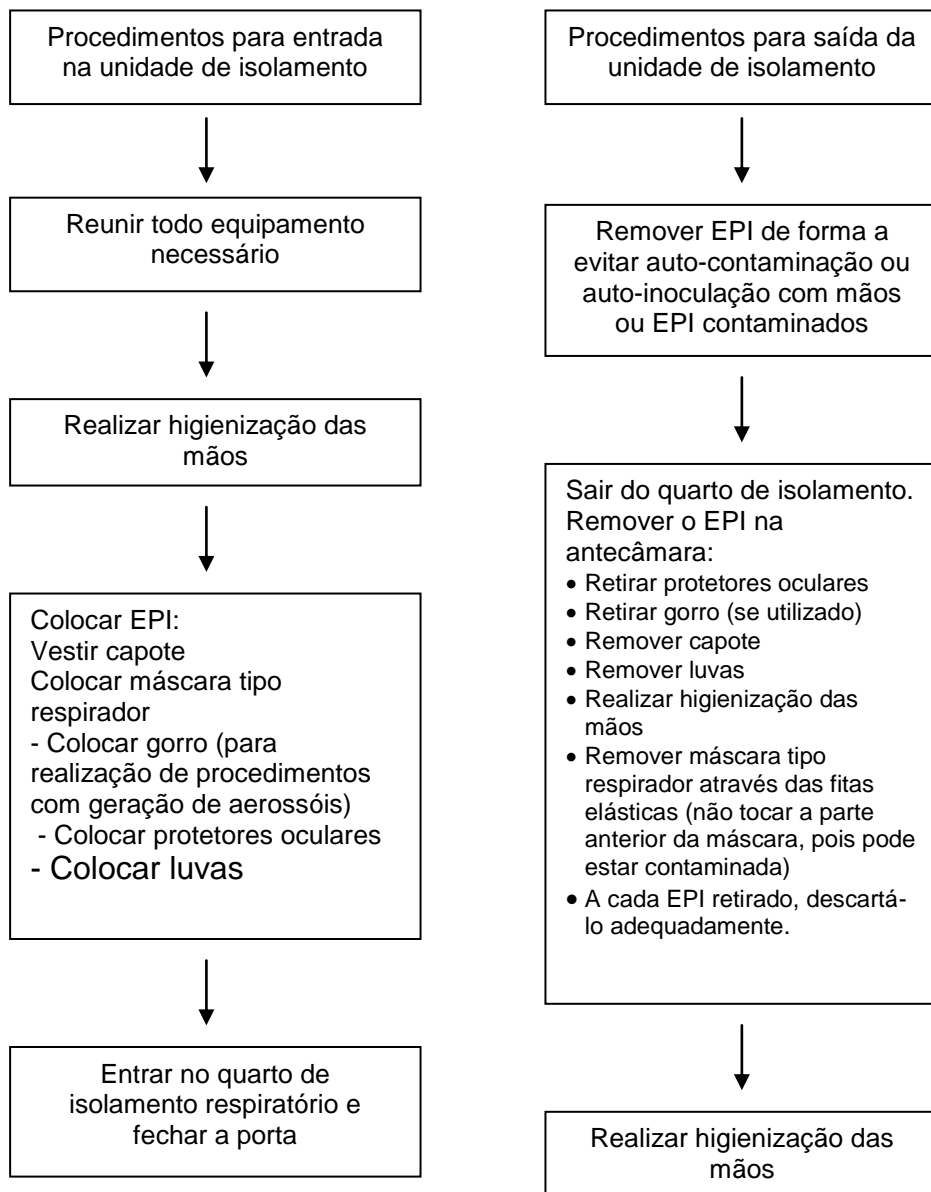 Procedimentos para entrada
na unidade de isolamento
Reunir todo equipamento
necessário
Realizar higienização das
mãos
Colocar EPI:
Vestir capote
Colocar máscara tipo
respirador
- Colocar gorro (para
realização de procedimentos
com geração de aerossóis)
- Colocar protetores oculares
- Colocar luvas
Entrar no quarto de
isolamento respiratório e
fechar a porta
Procedimentos para saída da
unidade de isolamento
Remover EPI de forma a
evitar auto-contaminação ou
auto-inoculação com mãos
ou EPI contaminados
Sair do quarto de isolamento.
Remover o EPI na
antecâmara:
• Retirar protetores oculares
• Retirar gorro (se utilizado)
• Remover capote
• Remover luvas
• Realizar higienização das
mãos
• Remover máscara tipo
respirador através das fitas
elásticas (não tocar a parte
anterior da máscara, pois pode
estar contaminada)
• A cada EPI retirado, descartá-
lo adequadamente.
Realizar higienização das
mãos